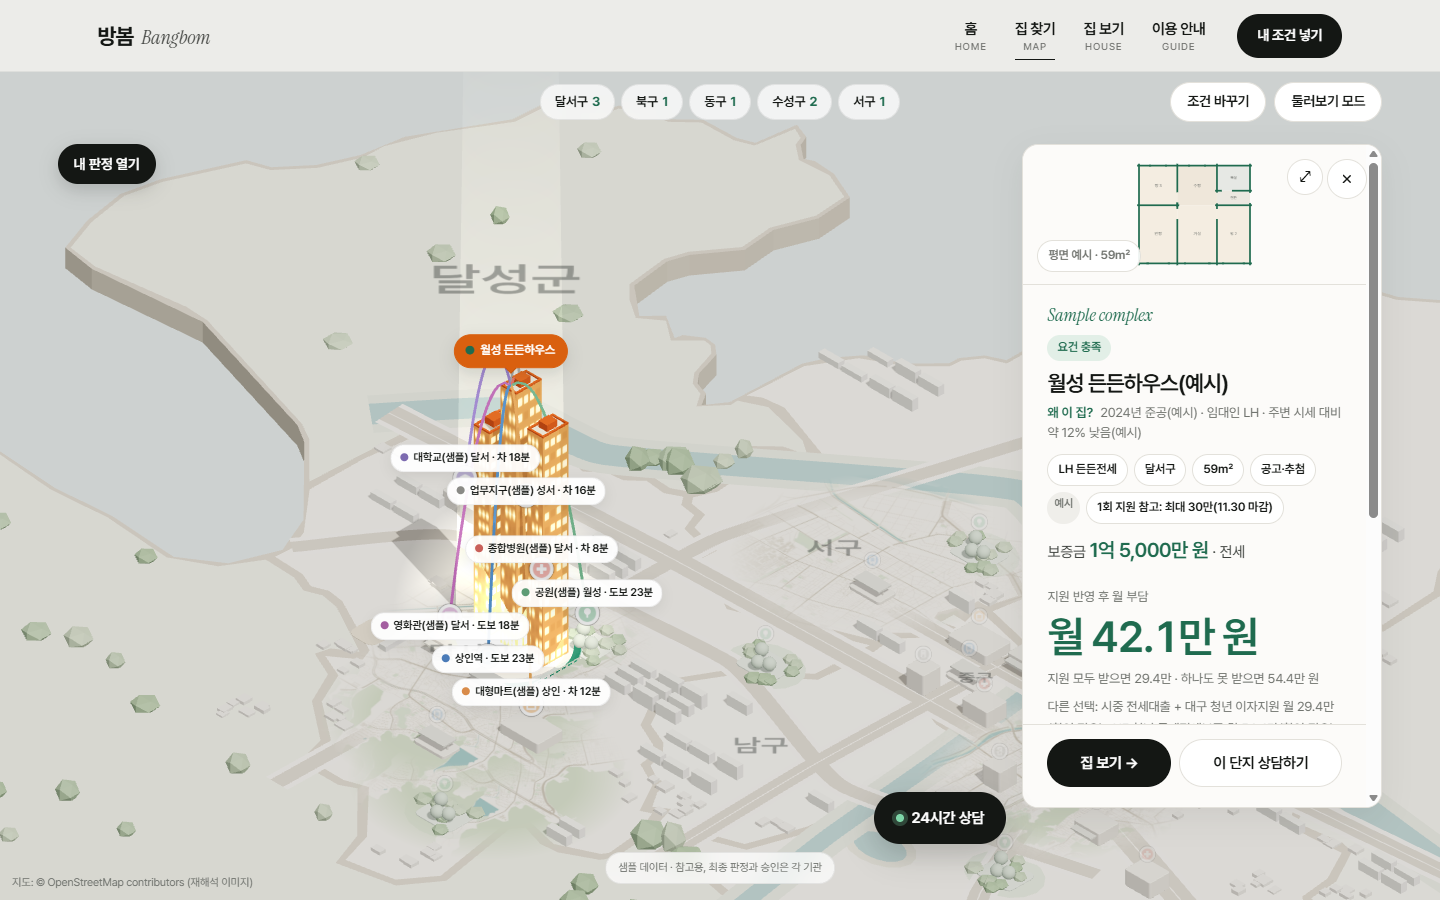 방봄 Bangbom
홈
HOME
집 찾기
MAP
집 보기
HOUSE
이용 안내
GUIDE
내 조건 넣기
달서구 3
북구 1
동구 1
수성구 2
서구 1
조건 바꾸기
둘러보기 모드
내 판정 열기
달성군
월성 든든하우스
대학교(샘플) 달서 · 차 18분
업무지구(샘플) 성서 · 차 16분
종합병원(샘플) 달서 · 차 8분
공원(샘플) 월성 · 도보 23분
영화관(샘플) 달서 · 도보 18분
상인역 · 도보 23분
대형마트(샘플) 상인 · 차 12분
서구
남구
평면 예시 · 59m²
Sample complex
요건 충족
월성 든든하우스(예시)
왜 이 집? 2024년 준공(예시) · 임대인 LH · 주변 시세 대비
약 12% 낮음(예시)
LH 든든전세
달서구
59m²
공고·추첨
예시
1회 지원 참고: 최대 30만(11.30 마감)
보증금 1억 5,000만 원 · 전세
지원 반영 후 월 부담
월 42.1만 원
지원 모두 받으면 29.4만 · 하나도 못 받으면 54.4만 원
다른 선택: 시중 전세대출 + 대구 청년 이자지원 월 29.4만
집 보기 →
이 단지 상담하기
24시간 상담
샘플 데이터 · 참고용, 최종 판정과 승인은 각 기관
지도: © OpenStreetMap contributors (재해석 이미지)